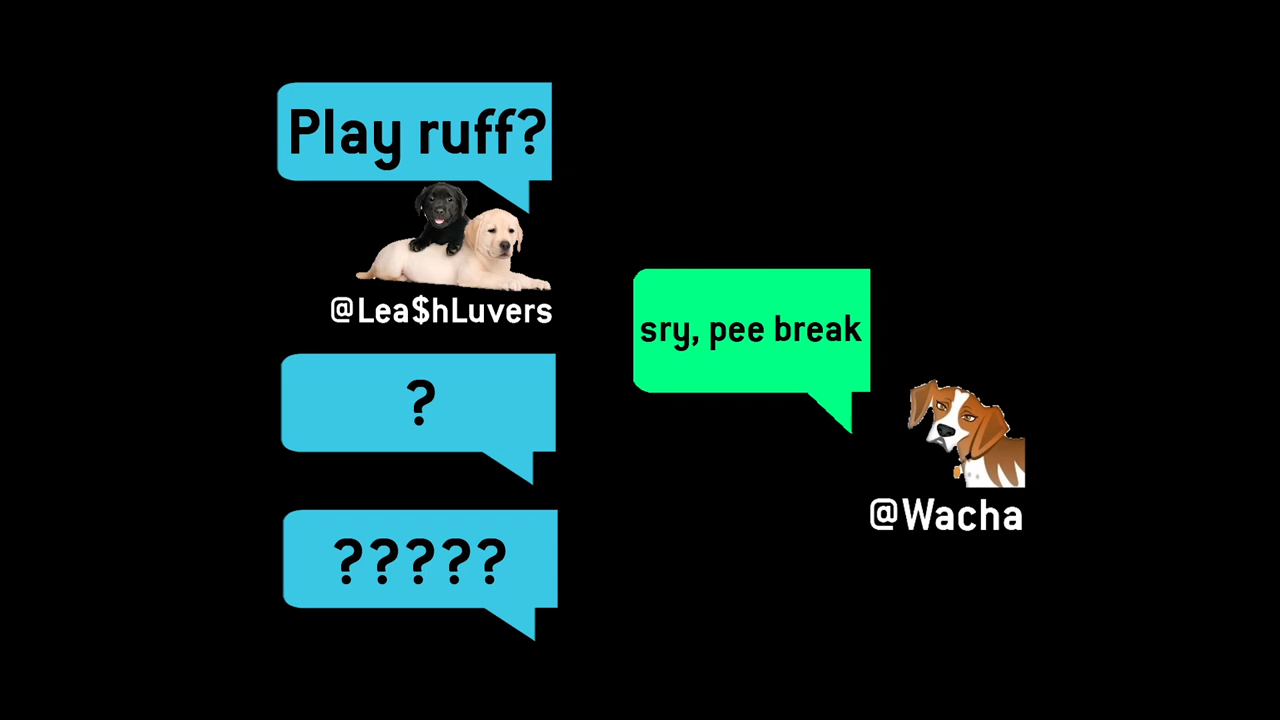 Play ruff?
@Lea$hLuvers
?
?????
sry, pee break
@Wacha